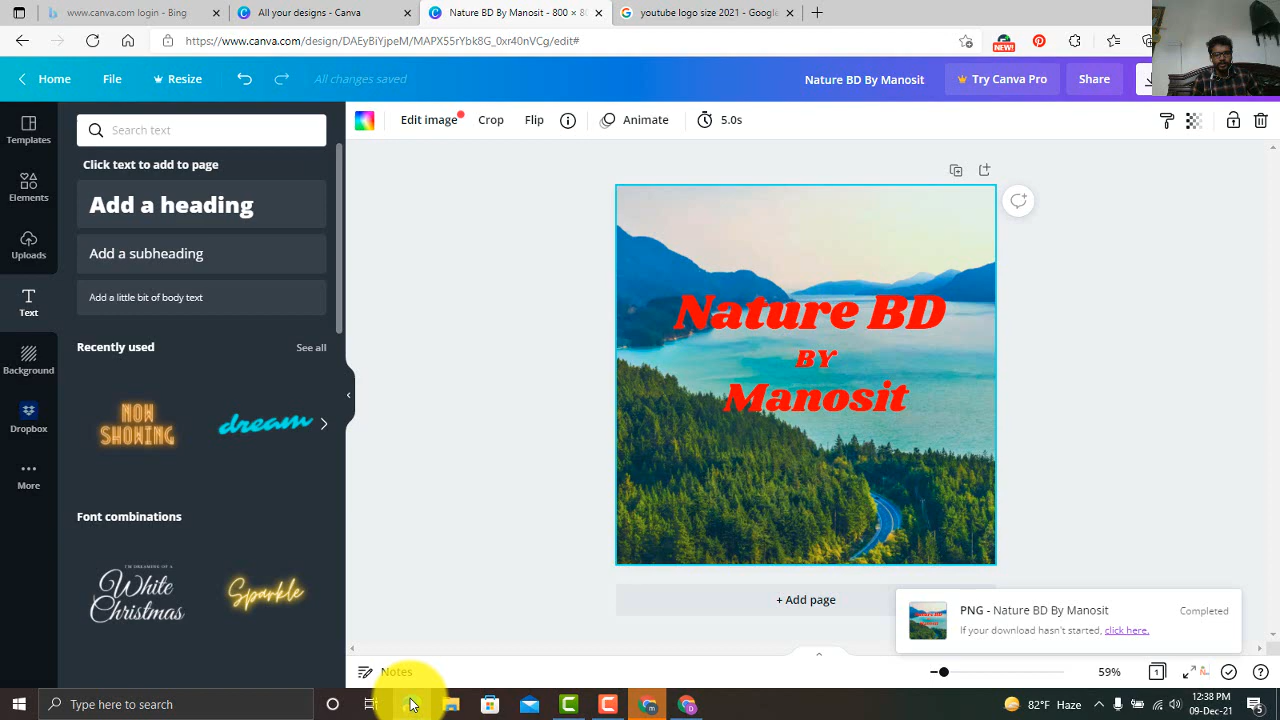 www.canva.com/login - Bing
All your designs - Canva
Nature BD By Manosit - 800 × 80
youtube logo size 2021 - Google
https://www.canva.com/design/DAEyBiYjpeM/MAPX55rYbk8G_0xr40nVCg/edit#
NEW!
Home
File
Resize
All changes saved
Nature BD By Manosit
Try Canva Pro
Share
Edit image
Crop
Flip
Animate
5.0s
Templates
Elements
Uploads
Text
Background
Dropbox
More
Search text
Click text to add to page
Add a heading
Add a subheading
Add a little bit of body text
Recently used
See all
NOW
SHOWING
dream
Font combinations
I'M DREAMING OF A
White
Christmas
Sparkle
Nature BD
BY
Manosit
+ Add page
PNG - Nature BD By Manosit
Completed
If your download hasn't started, click here.
Notes
59%
1
Type here to search
82°F Haze
12:38 PM
09-Dec-21